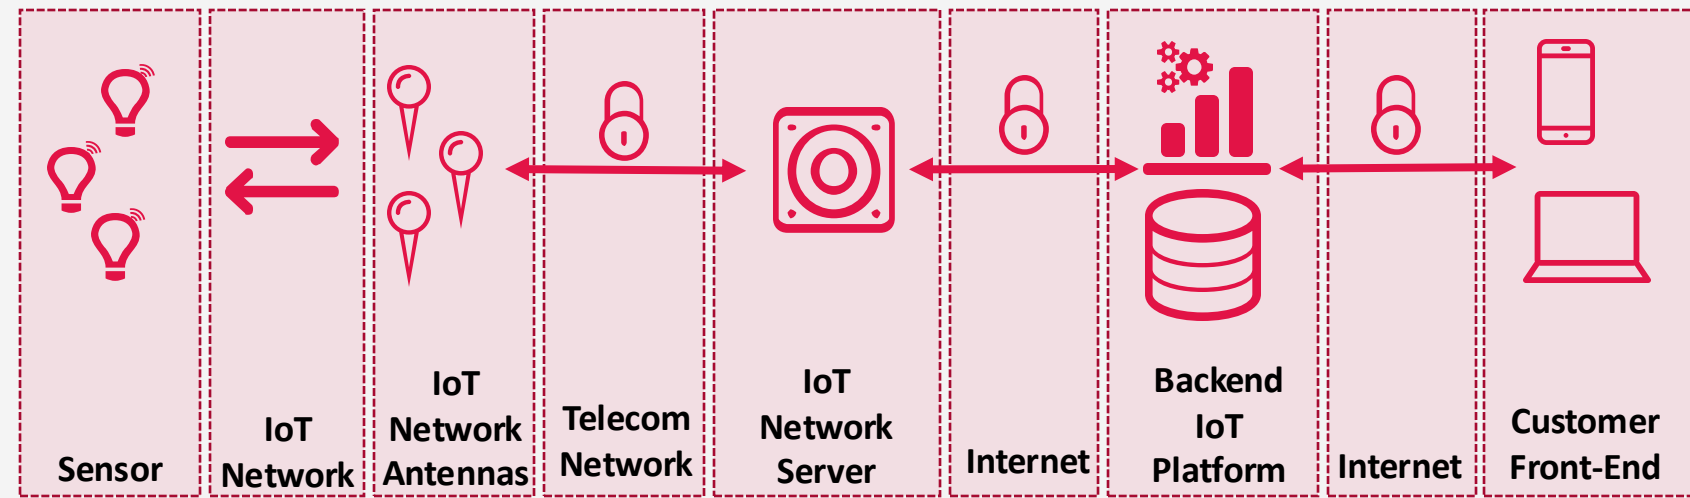 Sensor
IoT
Network
IoT
Network
Antennas
Telecom
Network
IoT
Network
Server
Internet
Backend
IoT
Platform
Internet
Customer
Front-End